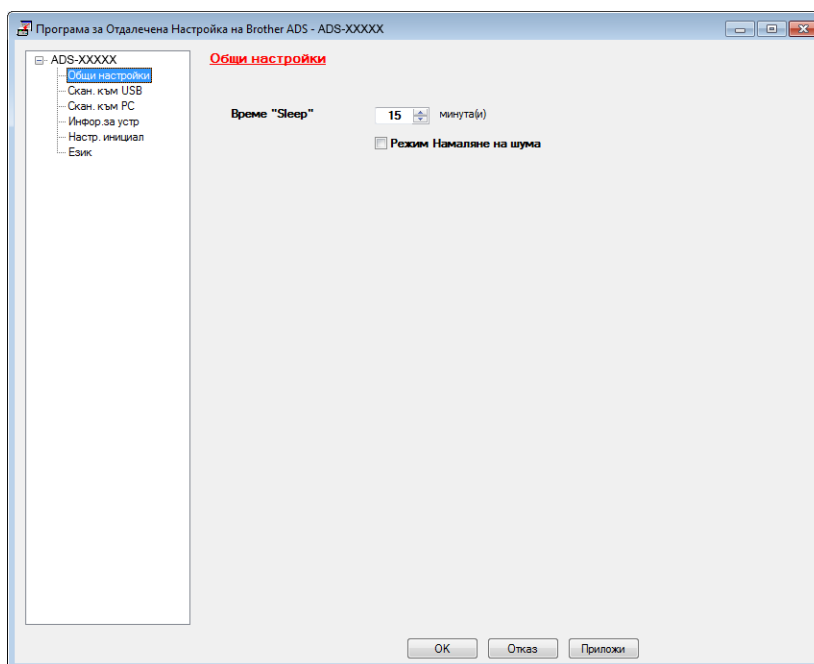 Програма за Отдалечена Настройка на Brother ADS - ADS-XXXXX
ADS-XXXXX
Общи настройки
Скан. към USB
Скан. към PC
Инфор.за устр
Настр. инициал
Език
Общи настройки
Време "Sleep" 15 минута(и)
Режим Намаляне на шума
OK Отказ Приложи